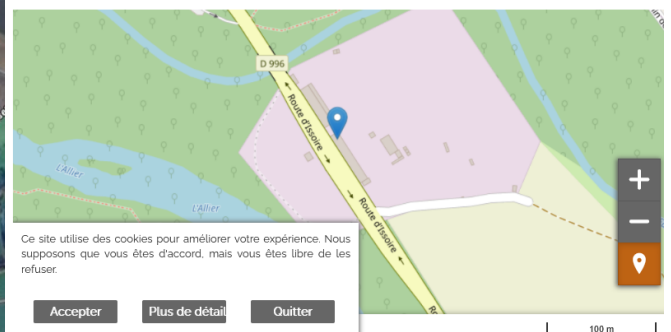 D 996
Route d'Issoire
L'Allier
L'Allier
Route d'Issoire
Ce site utilise des cookies pour améliorer votre expérience. Nous
supposons que vous êtes d'accord, mais vous êtes libre de les
refuser.
Accepter
Plus de détail
Quitter
100 m